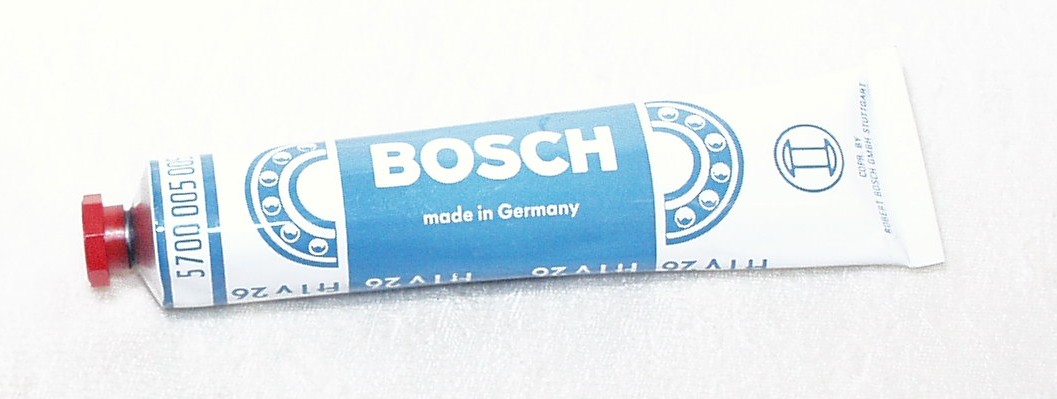 5700 005 005
BOSCH
made in Germany
Ft 1 v 26 Ft 1 v 26 Ft 1 v 26 Ft 1 v 26
COPR. BY
ROBERT BOSCH GMBH STUTTGART